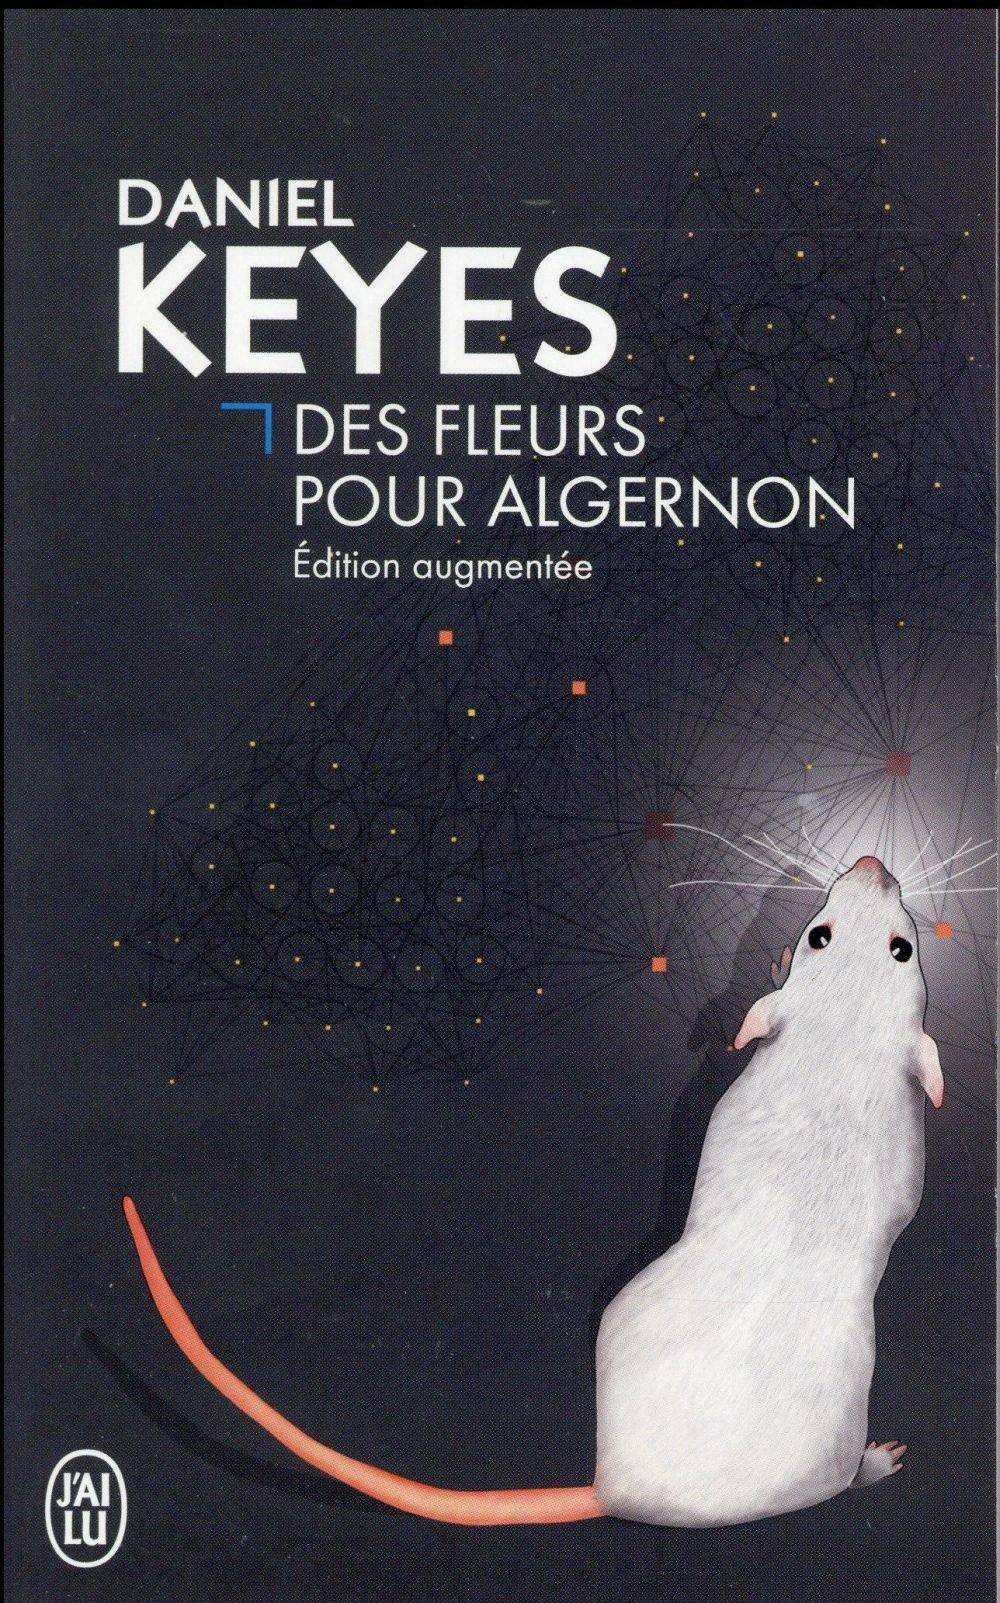 DANIEL
KEYES
DES FLEURS
POUR ALGERNON
Édition augmentée
J'AI
LU